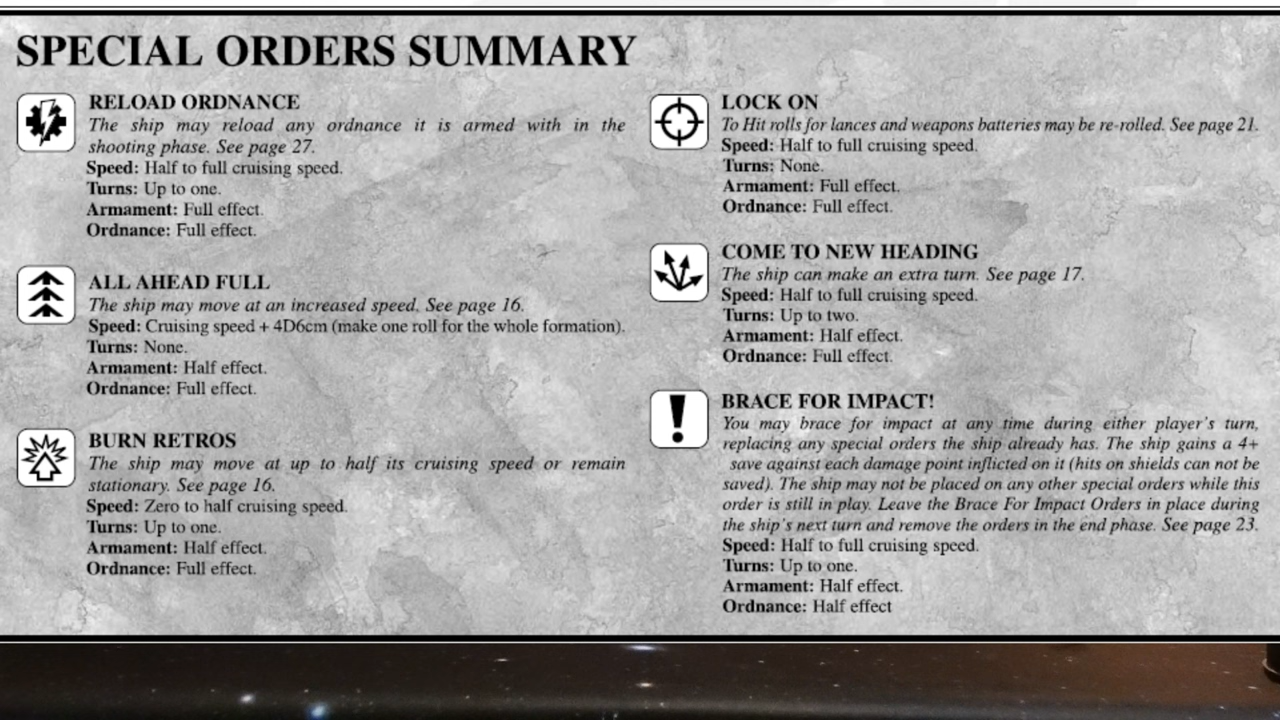 SPECIAL ORDERS SUMMARY
RELOAD ORDNANCE
The ship may reload any ordnance it is armed with in the
shooting phase. See page 27.
Speed: Half to full cruising speed.
Turns: Up to one.
Armament: Full effect.
Ordnance: Full effect.
ALL AHEAD FULL
The ship may move at an increased speed. See page 16.
Speed: Cruising speed + 4D6cm (make one roll for the whole formation).
Turns: None.
Armament: Half effect.
Ordnance: Full effect.
BURN RETROS
The ship may move at up to half its cruising speed or remain
stationary. See page 16.
Speed: Zero to half cruising speed.
Turns: Up to one.
Armament: Half effect.
Ordnance: Full effect.
LOCK ON
To Hit rolls for lances and weapons batteries may be re-rolled. See page 21.
Speed: Half to full cruising speed.
Turns: None.
Armament: Full effect.
Ordnance: Full effect.
COME TO NEW HEADING
The ship can make an extra turn. See page 17.
Speed: Half to full cruising speed.
Turns: Up to two.
Armament: Half effect.
Ordnance: Full effect.
BRACE FOR IMPACT!
You may brace for impact at any time during either player's turn,
replacing any special orders the ship already has. The ship gains a 4+
save against each damage point inflicted on it (hits on shields can not be
saved). The ship may not be placed on any other special orders while this
order is still in play. Leave the Brace For Impact Orders in place during
the ship's next turn and remove the orders in the end phase. See page 23.
Speed: Half to full cruising speed.
Turns: Up to one.
Armament: Half effect.
Ordnance: Half effect